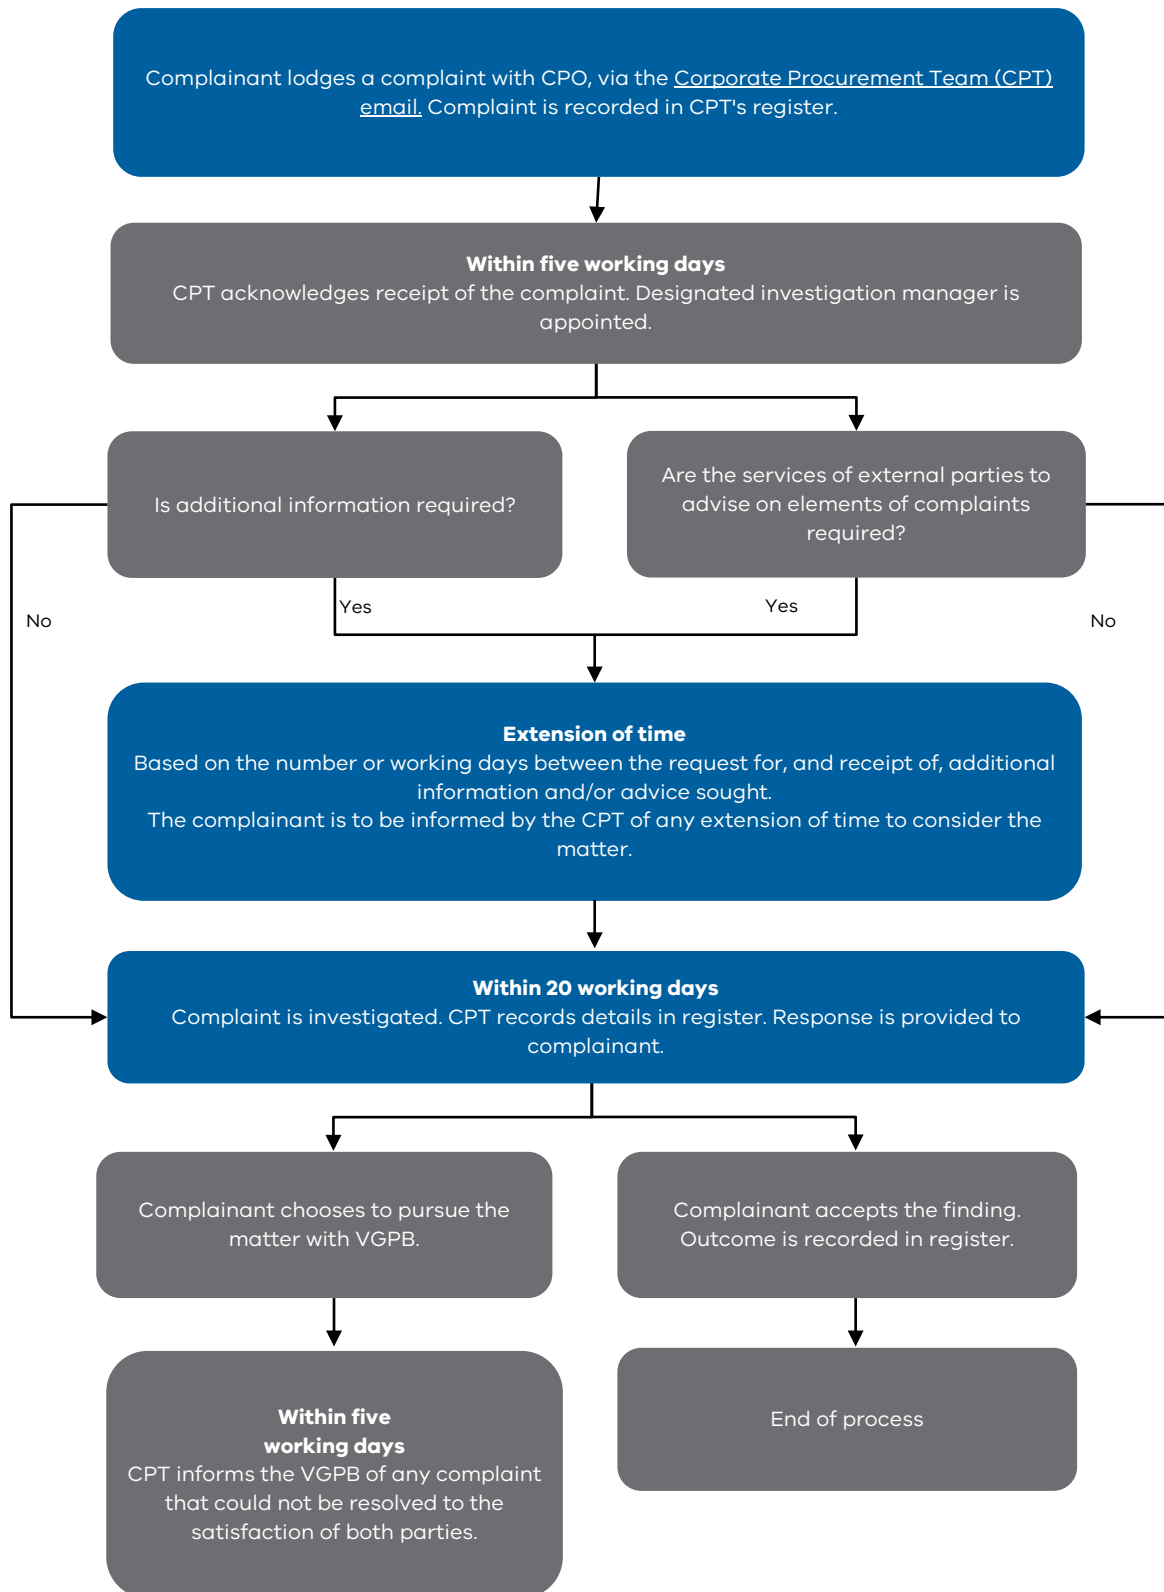 Complainant lodges a complaint with CPO, via the Corporate Procurement Team (CPT)
email. Complaint is recorded in CPT's register.
Within five working days
CPT acknowledges receipt of the complaint. Designated investigation manager is
appointed.
Is additional information required?
Are the services of external parties to
advise on elements of complaints
required?
No
Yes
Yes
No
Extension of time
Based on the number or working days between the request for, and receipt of, additional
information and/or advice sought.
The complainant is to be informed by the CPT of any extension of time to consider the
matter.
Within 20 working days
Complaint is investigated. CPT records details in register. Response is provided to
complainant.
Complainant chooses to pursue the
matter with VGPB.
Complainant accepts the finding.
Outcome is recorded in register.
Within five
working days
CPT informs the VGPB of any complaint
that could not be resolved to the
satisfaction of both parties.
End of process